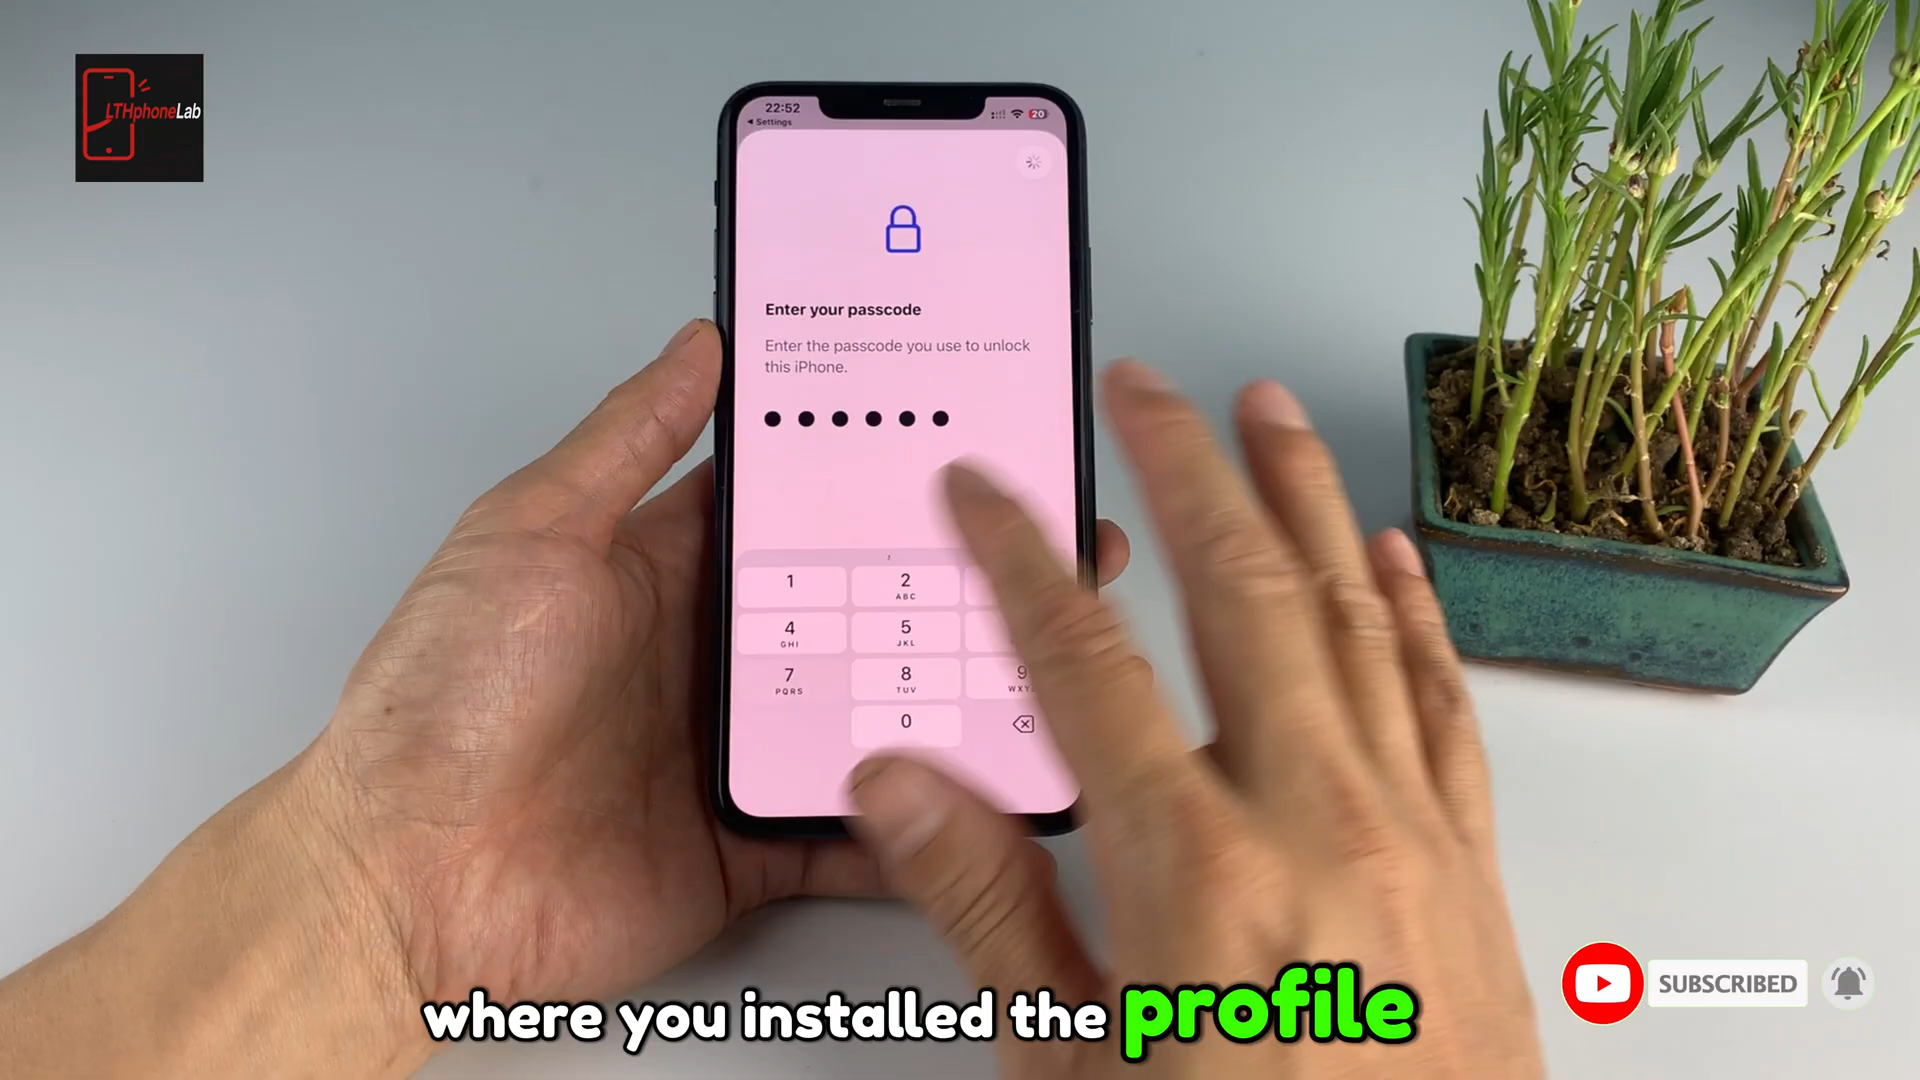 LTHphoneLab
22:52
Settings
20
Enter your passcode
Enter the passcode you use to unlock
this iPhone.
1
2
ABC
4
GHI
5
JKL
7
PQRS
8
TUV
9
0
where you installed the profile
SUBSCRIBED